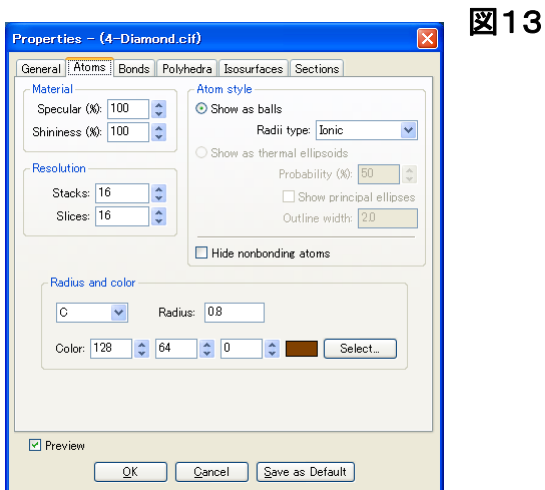 図13
Properties - (4-Diamond.cif)
General Atoms Bonds Polyhedra Isosurfaces Sections
Material
Specular (%): 100
Shininess (%): 100
Resolution
Stacks: 16
Slices: 16
Atom style
Show as balls
Radii type: Ionic
Show as thermal ellipsoids
Probability (%): 50
Show principal ellipses
Outline width: 2.0
Hide nonbonding atoms
Radius and color
C Radius: 0.8
Color: 128 64 0 Select...
Preview
OK Cancel Save as Default